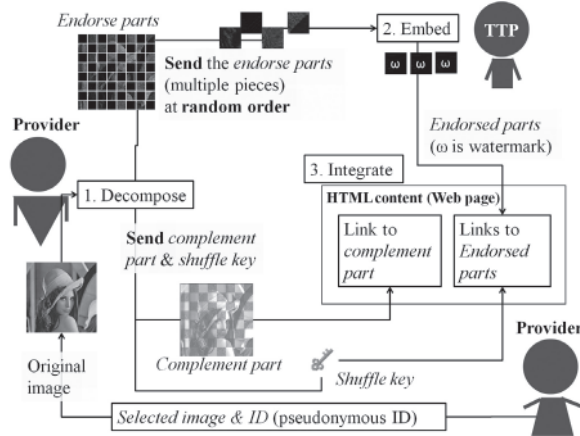 Endorse parts
2. Embed
TTP
Send the endorse parts
(multiple pieces)
at random order
ω ω ω
Provider
Endorsed parts
(ω is watermark)
3. Integrate
1. Decompose
HTML content (Web page)
Link to
complement
part
Links to
Endorsed
parts
Send complement
part & shuffle key
Provider
Original
image
Complement part
Shuffle key
Selected image & ID (pseudonymous ID)